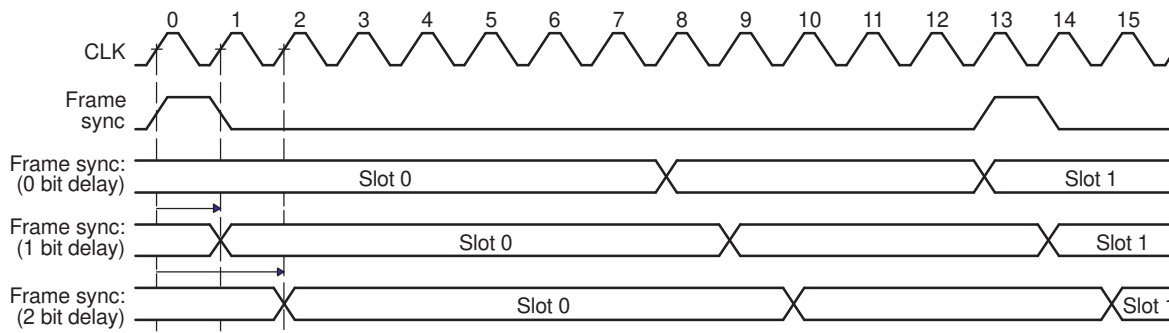 0 1 2 3 4 5 6 7 8 9 10 11 12 13 14 15
CLK
Frame
sync
Frame sync:
(0 bit delay)
Slot 0
Slot 1
Frame sync:
(1 bit delay)
Slot 0
Slot 1
Frame sync:
(2 bit delay)
Slot 0
Slot 1